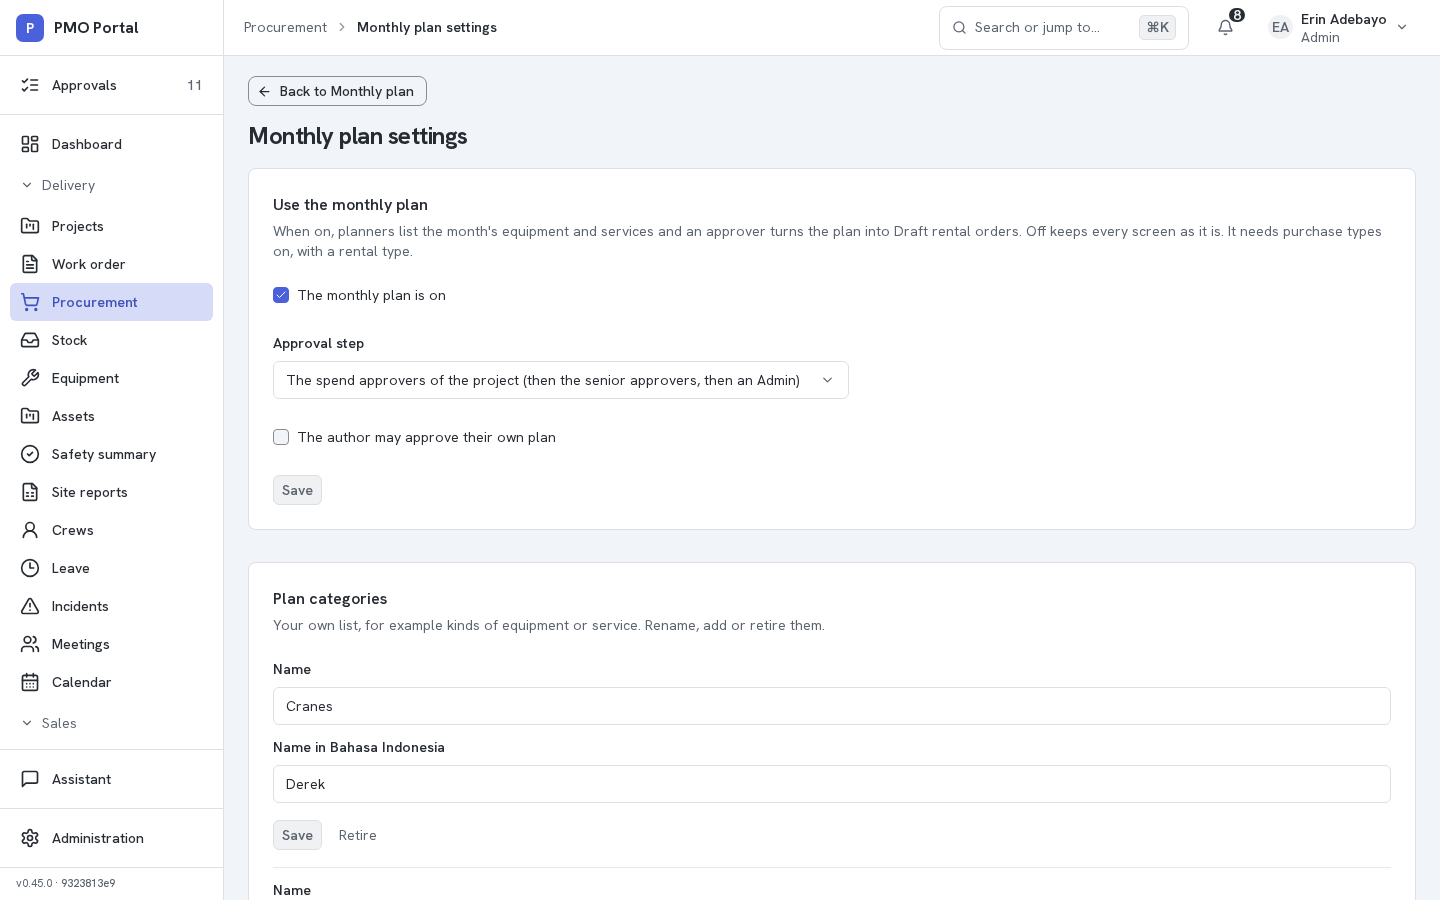 P
PMO Portal
Procurement
Monthly plan settings
Search or jump to...
⌘K
8
EA
Erin Adebayo
Admin
Approvals
11
Dashboard
Delivery
Projects
Work order
Procurement
Stock
Equipment
Assets
Safety summary
Site reports
Crews
Leave
Incidents
Meetings
Calendar
Sales
Assistant
Administration
v0.45.0 · 9323813e9
Back to Monthly plan
Monthly plan settings
Use the monthly plan
When on, planners list the month's equipment and services and an approver turns the plan into Draft rental orders. Off keeps every screen as it is. It needs purchase types
on, with a rental type.
The monthly plan is on
Approval step
The spend approvers of the project (then the senior approvers, then an Admin)
The author may approve their own plan
Save
Plan categories
Your own list, for example kinds of equipment or service. Rename, add or retire them.
Name
Cranes
Name in Bahasa Indonesia
Derek
Save
Retire
Name